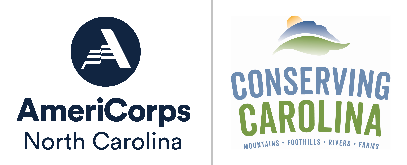 AmeriCorps
North Carolina
CONSERVING
CAROLINA
MOUNTAINS • FOOTHILLS • RIVERS • FARMS